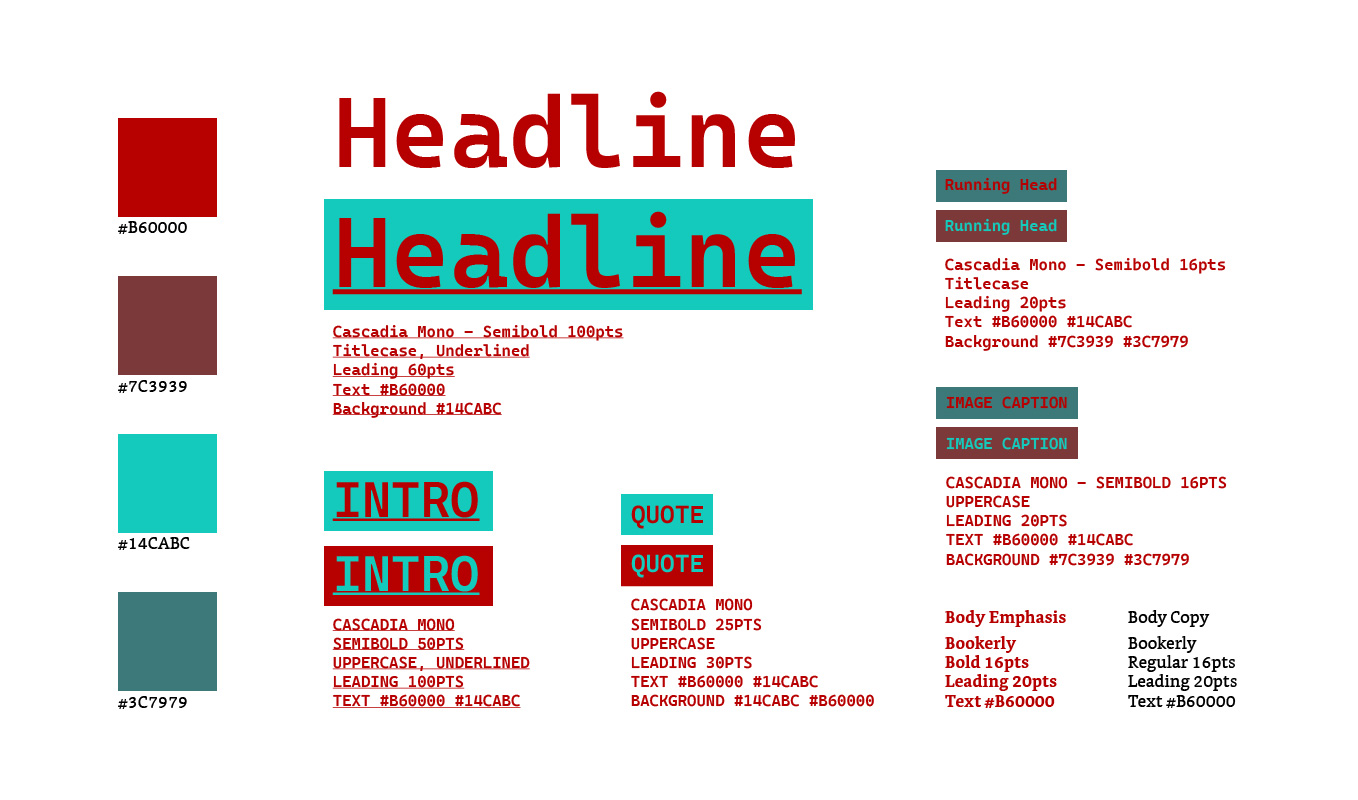 #B60000
#7C3939
#14CABC
#3C7979
Headline
Headline
Cascadia Mono – Semibold 100pts
Titlecase, Underlined
Leading 60pts
Text #B60000
Background #14CABC
INTRO
INTRO
CASCADIA MONO
SEMIBOLD 50PTS
UPPERCASE, UNDERLINED
LEADING 100PTS
TEXT #B60000 #14CABC
QUOTE
QUOTE
CASCADIA MONO
SEMIBOLD 25PTS
UPPERCASE
LEADING 30PTS
TEXT #B60000 #14CABC
BACKGROUND #14CABC #B60000
Running Head
Running Head
Cascadia Mono – Semibold 16pts
Titlecase
Leading 20pts
Text #B60000 #14CABC
Background #7C3939 #3C7979
IMAGE CAPTION
IMAGE CAPTION
CASCADIA MONO – SEMIBOLD 16PTS
UPPERCASE
LEADING 20PTS
TEXT #B60000 #14CABC
BACKGROUND #7C3939 #3C7979
Body Emphasis
Bookerly
Bold 16pts
Leading 20pts
Text #B60000
Body Copy
Bookerly
Regular 16pts
Leading 20pts
Text #B60000